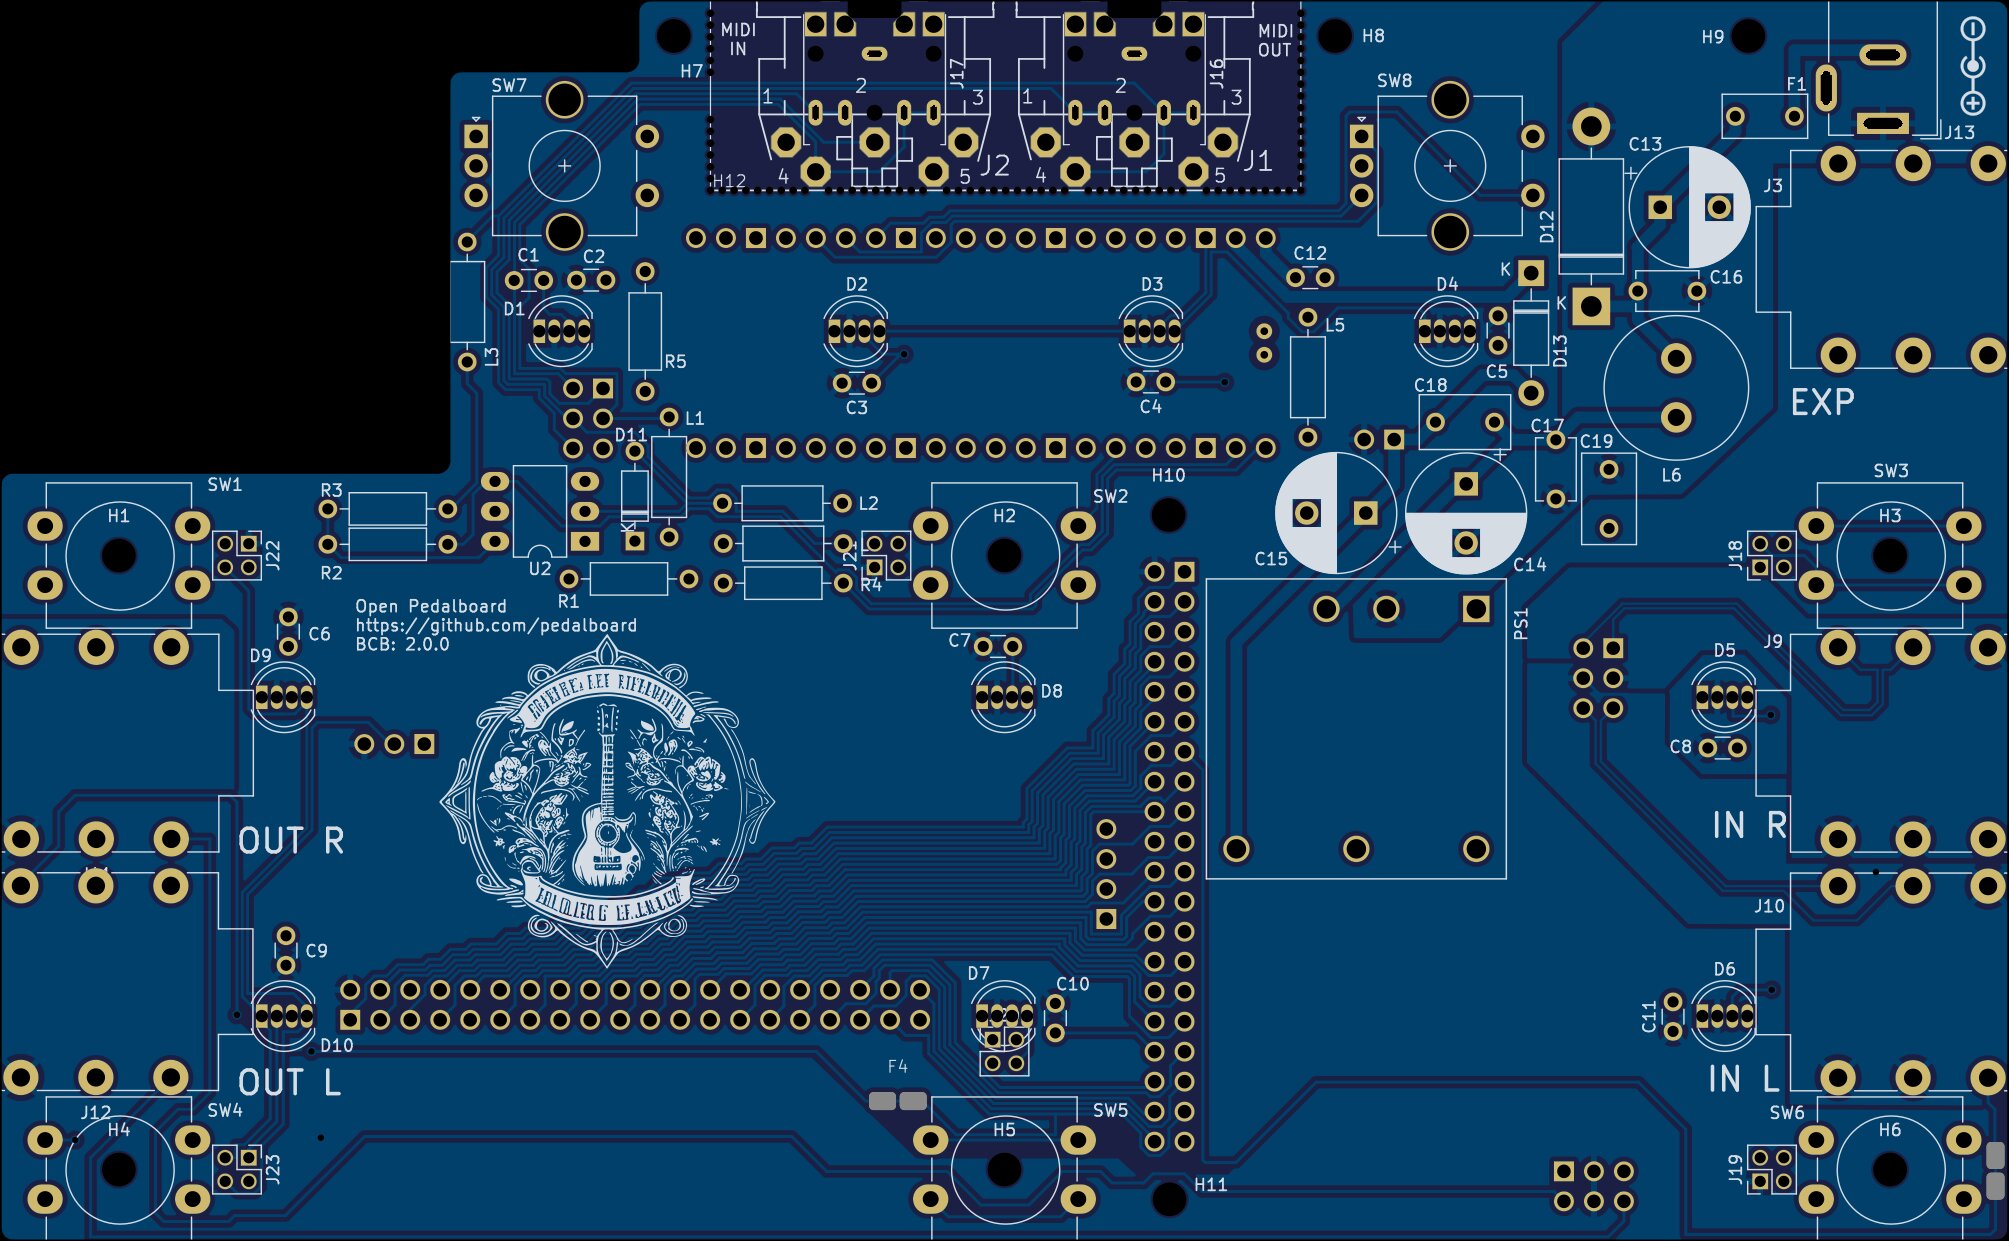 MIDI
IN
MIDI
OUT
H8
H9
H7
J17
J16
SW7
SW8
F1
J13
1
2
3
1
2
3
C13
J3
J2
J1
4
5
4
5
H12
D12
C1
C2
C12
K
C16
D1
D2
D3
D4
K
L5
L3
R5
D13
C5
C18
EXP
C3
C4
L1
D11
C17
C19
SW1
R3
H10
L6
SW3
SW2
L2
H1
H2
H3
K
J22
J21
J18
R2
U2
R4
C15
C14
R1
Open Pedalboard
https://github.com/pedalboard
BCB: 2.0.0
PS1
C6
C7
J9
D9
D5
D8
C8
OUT R
IN R
J10
C9
D7
D6
C10
C11
D10
F4
OUT L
IN L
J12
SW4
SW5
SW6
H4
H5
H6
J23
J19
H11